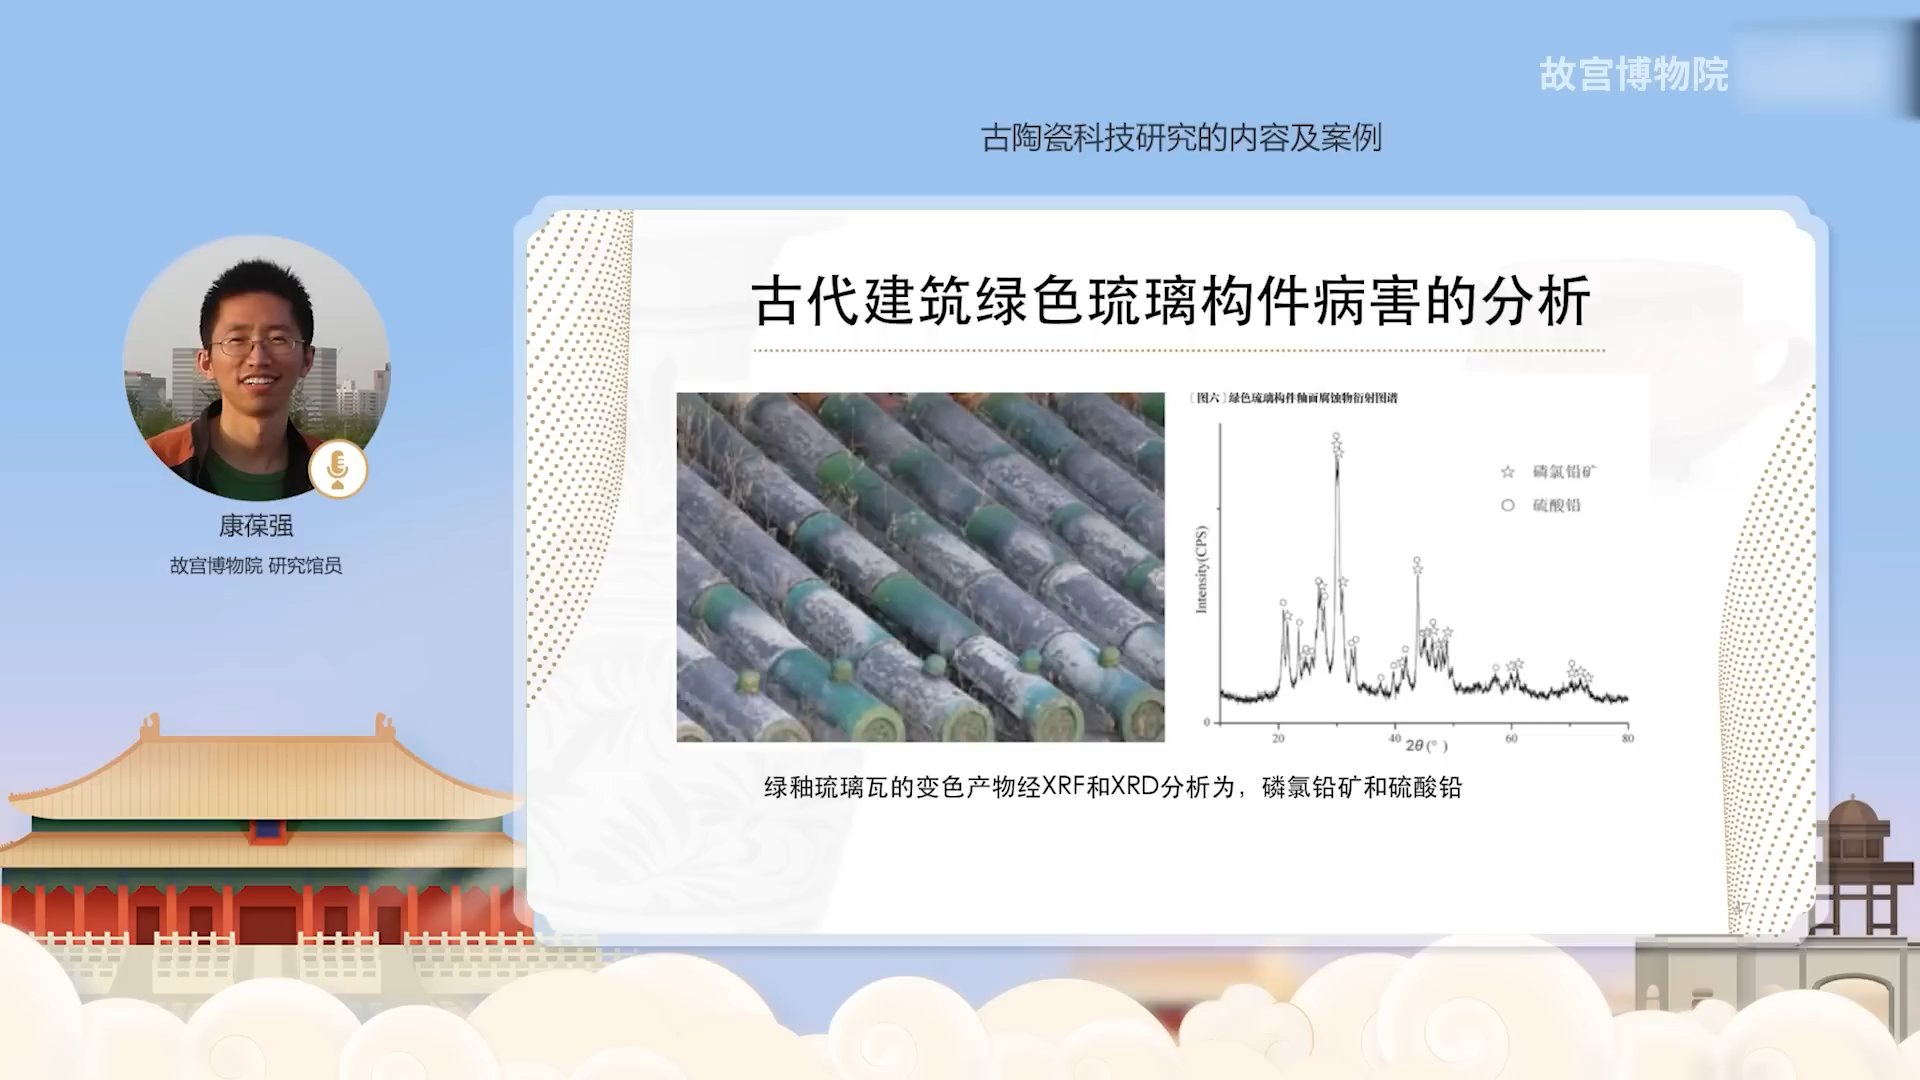 故宫博物院
古陶瓷科技研究的内容及案例
康葆强
故宫博物院 研究馆员
古代建筑绿色琉璃构件病害的分析
〔图六〕绿色琉璃构件釉面腐蚀物衍射图谱
☆ 磷氯铅矿
○ 硫酸铅
Intensity(CPS)
0
20
40
60
80
2θ(°)
绿釉琉璃瓦的变色产物经XRF和XRD分析为，磷氯铅矿和硫酸铅
47